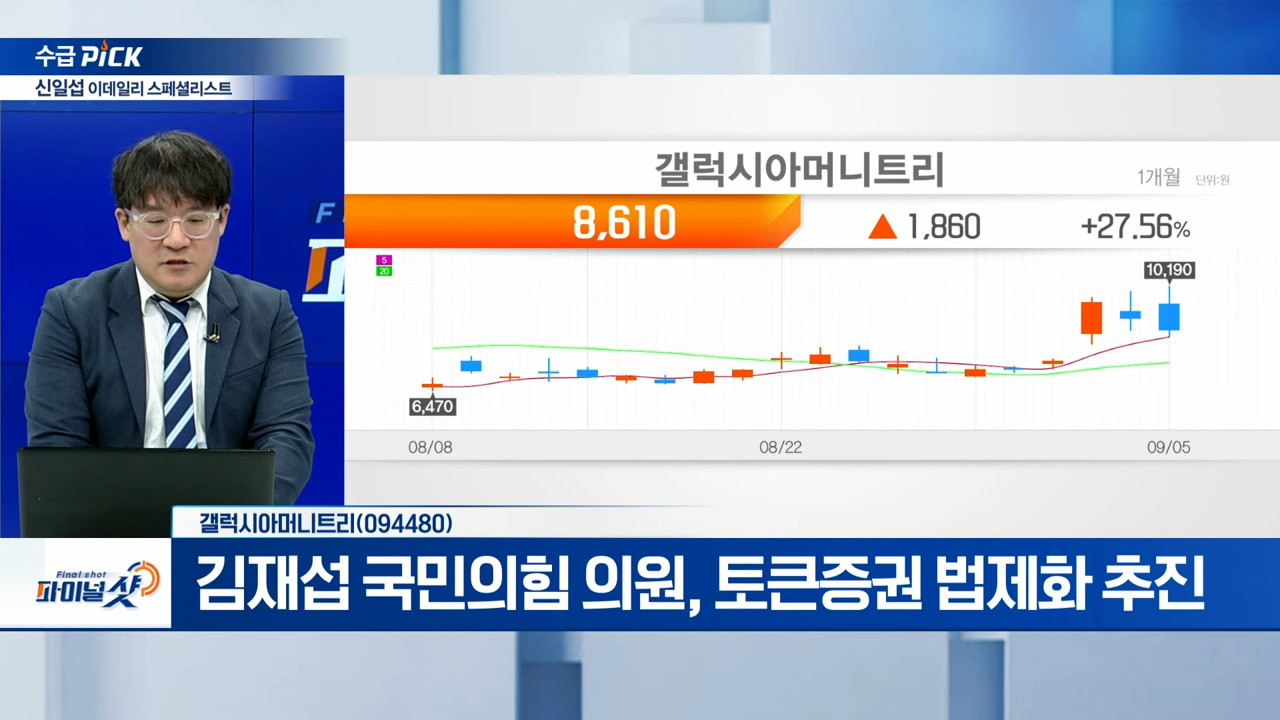 수급 PiCK
신일섭 이데일리 스페셜리스트
갤럭시아머니트리
1개월 단위:원
8,610 ▲ 1,860 +27.56%
5
20
10,190
6,470
08/08 08/22 09/05
갤럭시아머니트리(094480)
Final shot
파이널샷
김재섭 국민의힘 의원, 토큰증권 법제화 추진